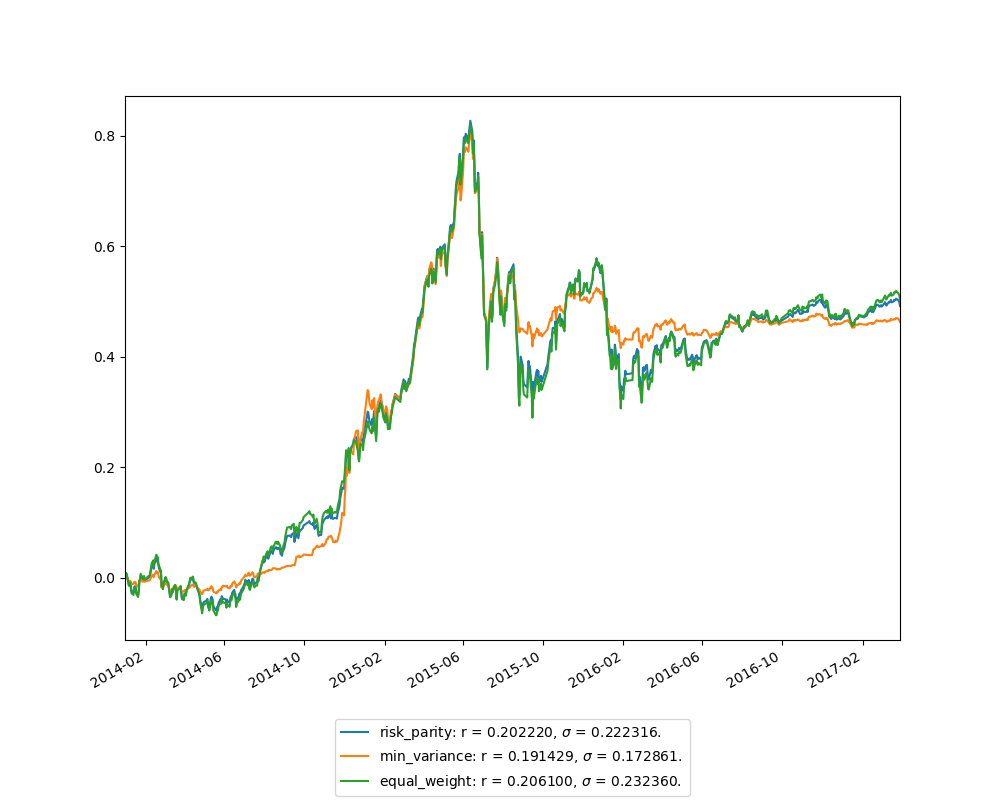 0.8
0.6
0.4
0.2
0.0
2014-02 2014-06 2014-10 2015-02 2015-06 2015-10 2016-02 2016-06 2016-10 2017-02
risk_parity: r = 0.202220, σ = 0.222316.
min_variance: r = 0.191429, σ = 0.172861.
equal_weight: r = 0.206100, σ = 0.232360.